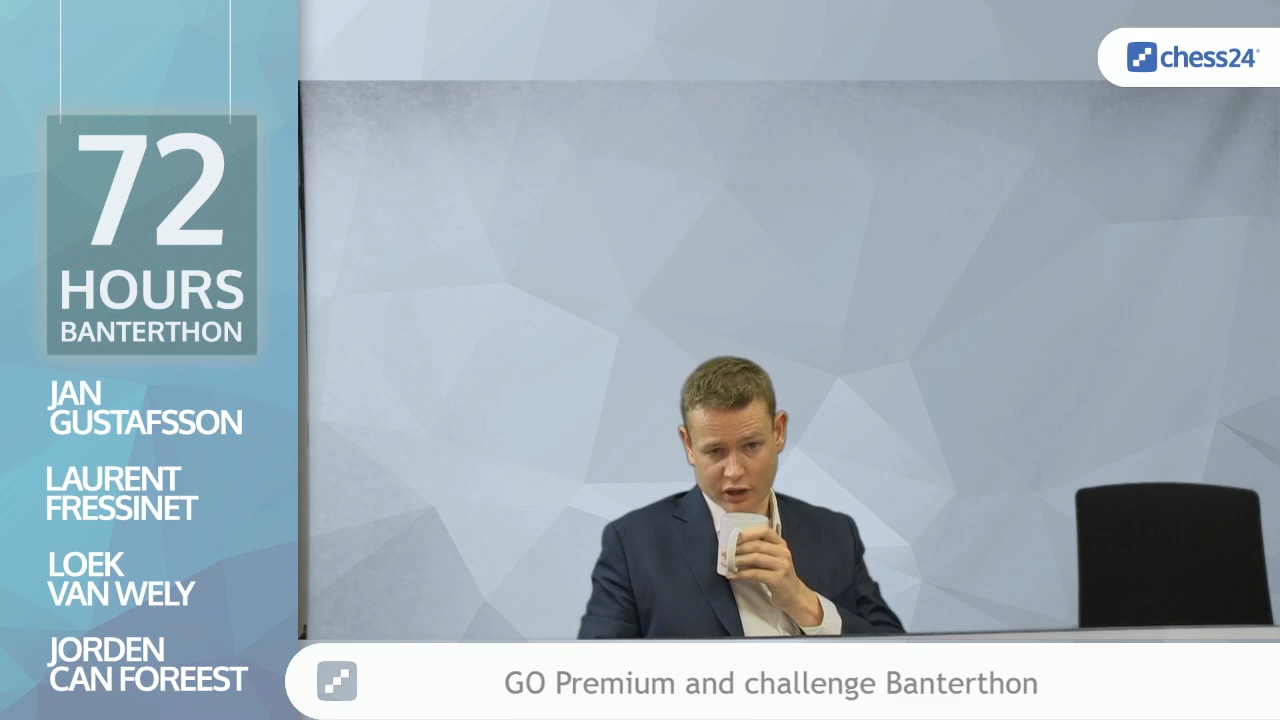 72
HOURS
BANTERTHON
JAN
GUSTAFSSON
LAURENT
FRESSINET
LOEK
VAN WELY
JORDEN
CAN FOREEST
chess24
GO Premium and challenge Banterthon